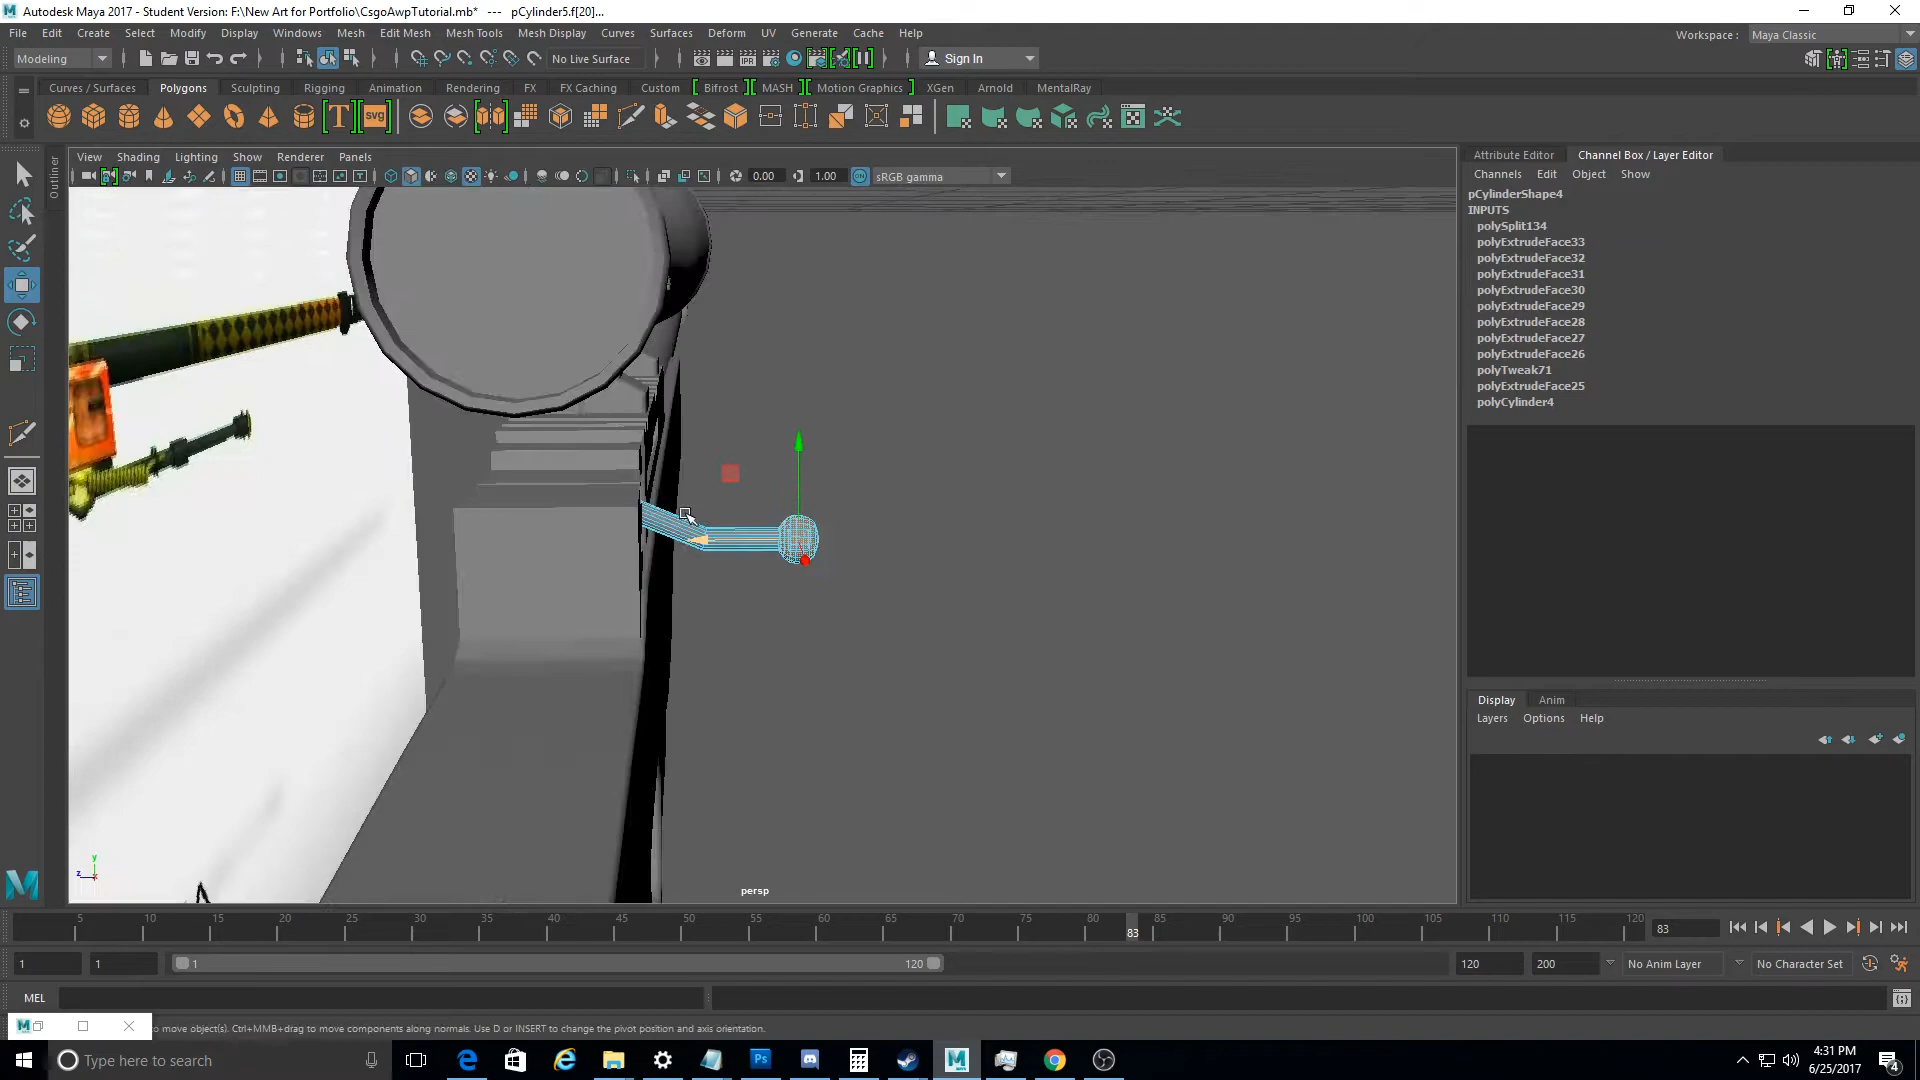 Autodesk Maya 2017 - Student Version: F:\New Art for Portfolio\CsgoAwpTutorial.mb*   ---   pCylinder5.f[20]...
File Edit Create Select Modify Display Windows Mesh Edit Mesh Mesh Tools Mesh Display Curves Surfaces Deform UV Generate Cache Help
Workspace : Maya Classic
Modeling No Live Surface Sign In
Curves / Surfaces Polygons Sculpting Rigging Animation Rendering FX FX Caching Custom Bifrost MASH Motion Graphics XGen Arnold MentalRay
T SVG
Outliner
View Shading Lighting Show Renderer Panels
0.00 1.00 ON sRGB gamma
Attribute Editor Channel Box / Layer Editor
Channels Edit Object Show
pCylinderShape4
INPUTS
polySplit134
polyExtrudeFace33
polyExtrudeFace32
polyExtrudeFace31
polyExtrudeFace30
polyExtrudeFace29
polyExtrudeFace28
polyExtrudeFace27
polyExtrudeFace26
polyTweak71
polyExtrudeFace25
polyCylinder4
Display Anim
Layers Options Help
y
z x
persp
5 10 15 20 25 30 35 40 45 50 55 60 65 70 75 80 85 90 95 100 105 110 115 120
83 83
1 1 1 120 120 200 No Anim Layer No Character Set
MEL
to move object(s). Ctrl+MMB+drag to move components along normals. Use D or INSERT to change the pivot position and axis orientation.
Type here to search
4:31 PM
6/25/2017
4